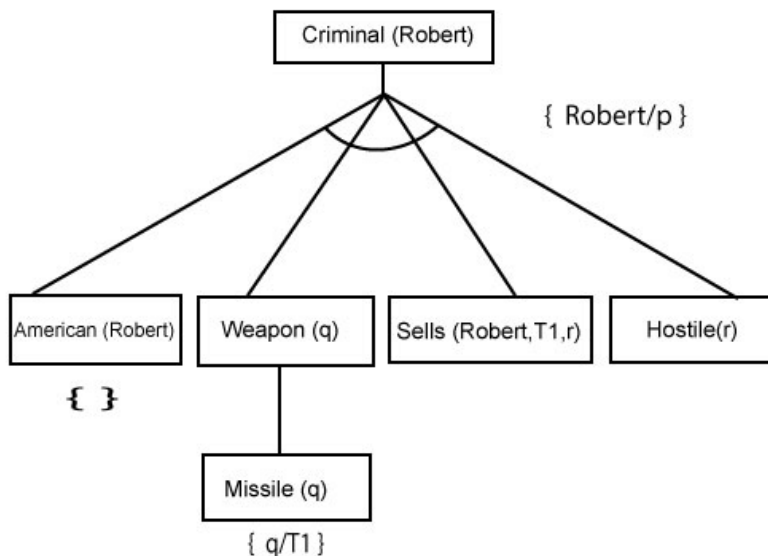 Criminal (Robert)
{ Robert/p }
American (Robert)
Weapon (q)
Sells (Robert,T1,r)
Hostile(r)
{ }
Missile (q)
{ q/T1 }